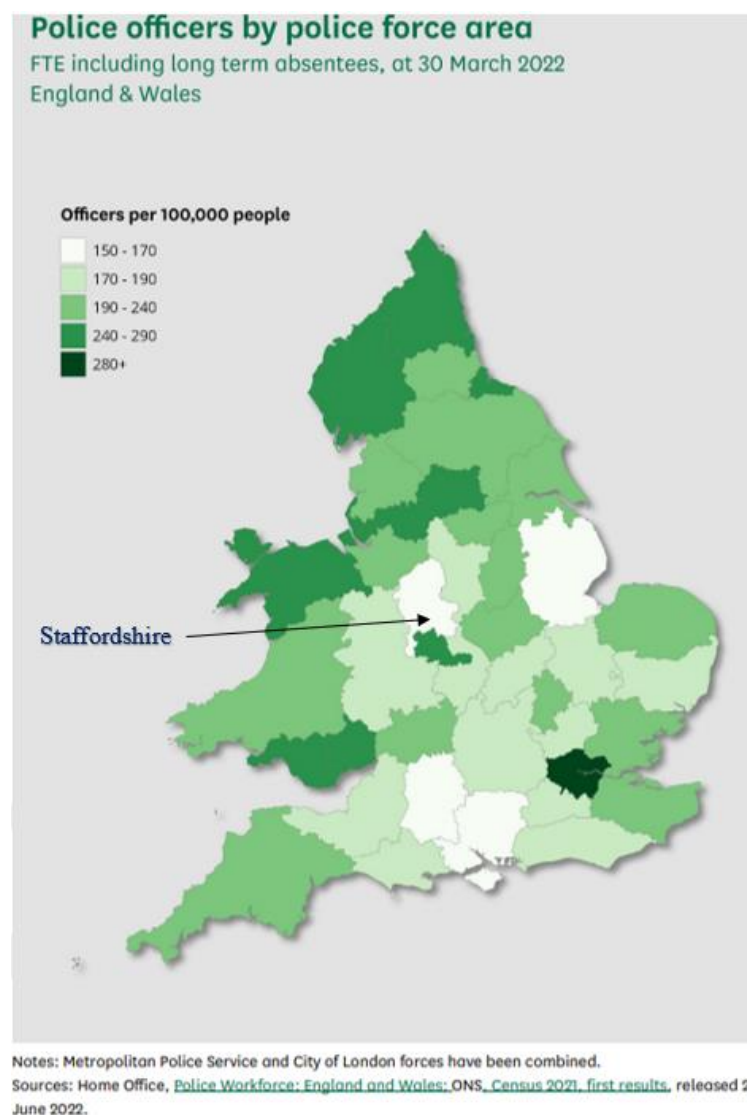 Police officers by police force area
FTE including long term absentees, at 30 March 2022
England & Wales
Officers per 100,000 people
150 - 170
170 - 190
190 - 240
240 - 290
280+
Staffordshire
Notes: Metropolitan Police Service and City of London forces have been combined.
Sources: Home Office, Police Workforce: England and Wales; ONS, Census 2021, first results, released 2
June 2022.